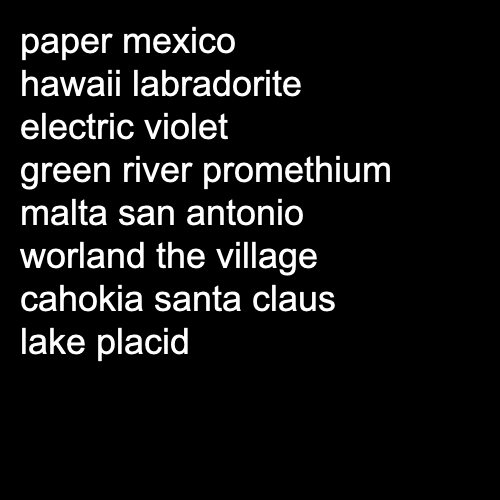 paper mexico
hawaii labradorite
electric violet
green river promethium
malta san antonio
worland the village
cahokia santa claus
lake placid